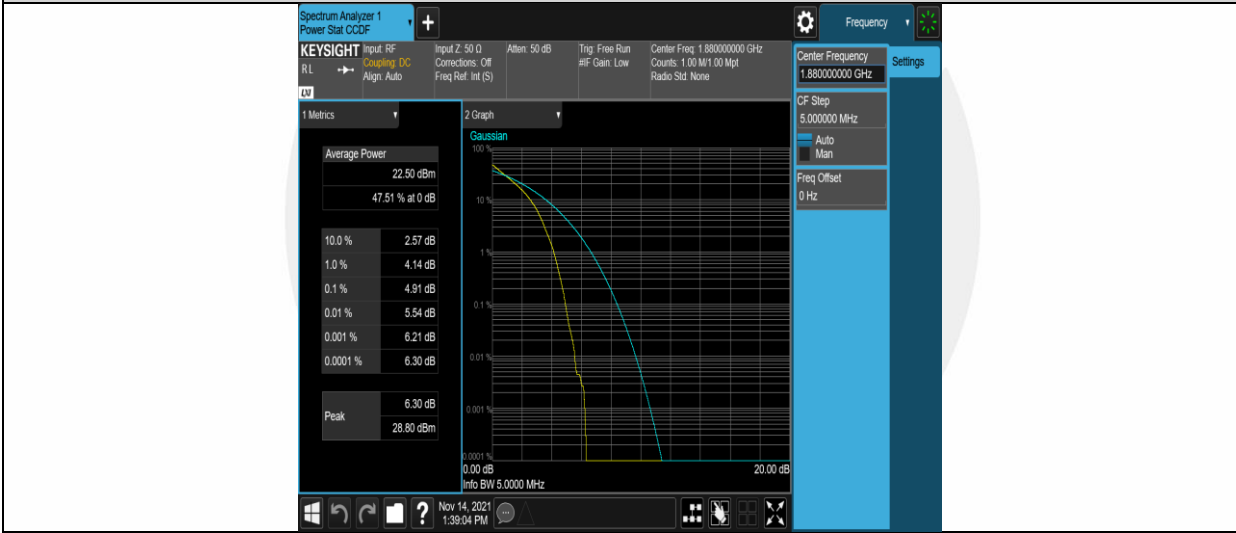 Spectrum Analyzer 1
Power Stat CCDF
+
Frequency
KEYSIGHT
Input: RF
Coupling: DC
Align: Auto
Input Z: 50 Ω
Corrections: Off
Freq Ref: Int (S)
Atten: 50 dB
Trig: Free Run
#IF Gain: Low
Center Freq: 1.880000000 GHz
Counts: 1.00 M/1.00 Mpt
Radio Std: None
R L
LXI
Center Frequency
1.880000000 GHz
Settings
CF Step
5.000000 MHz
Auto
Man
Freq Offset
0 Hz
1 Metrics
Average Power
22.50 dBm
47.51 % at 0 dB
10.0 % 2.57 dB
1.0 % 4.14 dB
0.1 % 4.91 dB
0.01 % 5.54 dB
0.001 % 6.21 dB
0.0001 % 6.30 dB
Peak
6.30 dB
28.80 dBm
2 Graph
Gaussian
100 %
10 %
1 %
0.1 %
0.01 %
0.001 %
0.0001 %
0.00 dB
20.00 dB
Info BW 5.0000 MHz
?
Nov 14, 2021
1:39:04 PM